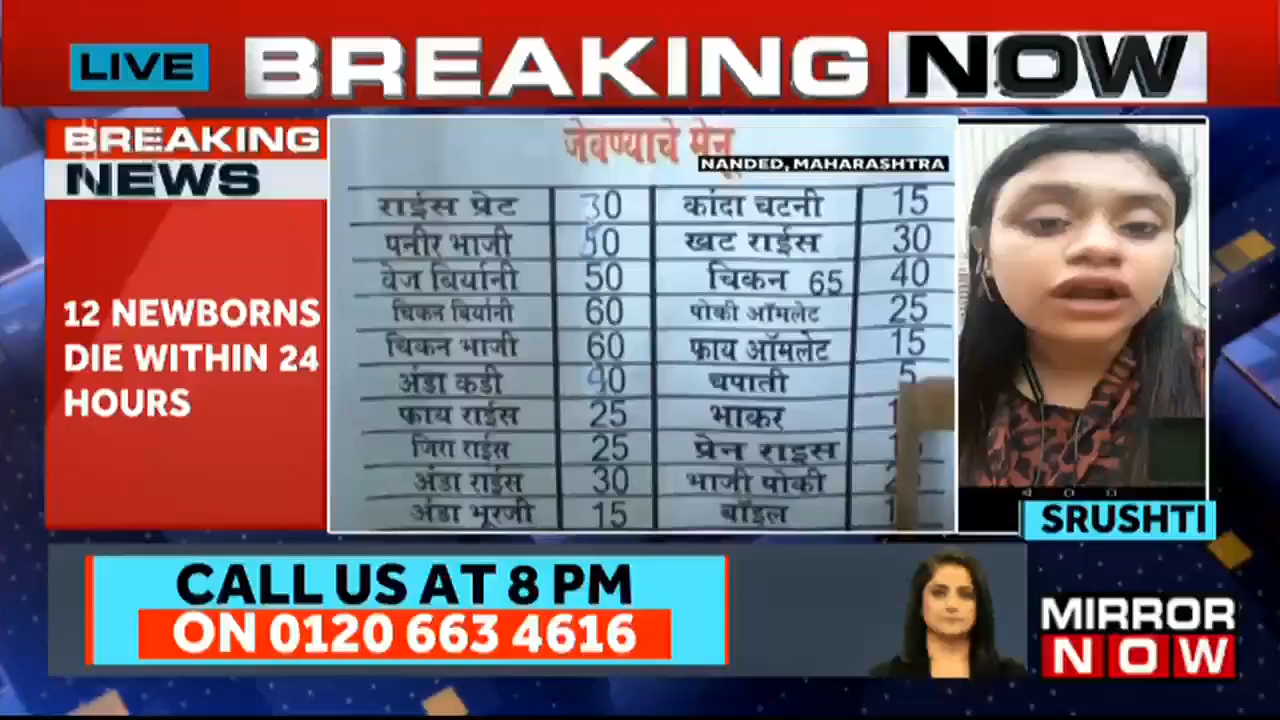 LIVE BREAKING NOW
BREAKING
NEWS
12 NEWBORNS
DIE WITHIN 24
HOURS
जेवण्याचे मेनू
NANDED, MAHARASHTRA
राईस प्रेट 30 कांदा चटनी 15
पनीर भाजी 50 खट राईस 30
वेज बिर्यानी 50 चिकन 65 40
चिकन बिर्यानी 60 पोकी ऑमलेट 25
चिकन भाजी 60 फ्राय ऑमलेट 15
अंडा कडी 40 चपाती 5
फ्राय राईस 25 भाकर
जिरा राईस 25 प्रेन राइस
अंडा राईस 30 भाजी पोकी
अंडा भूरजी 15 बॉइल
SRUSHTI
CALL US AT 8 PM
ON 0120 663 4616
MIRROR
NOW